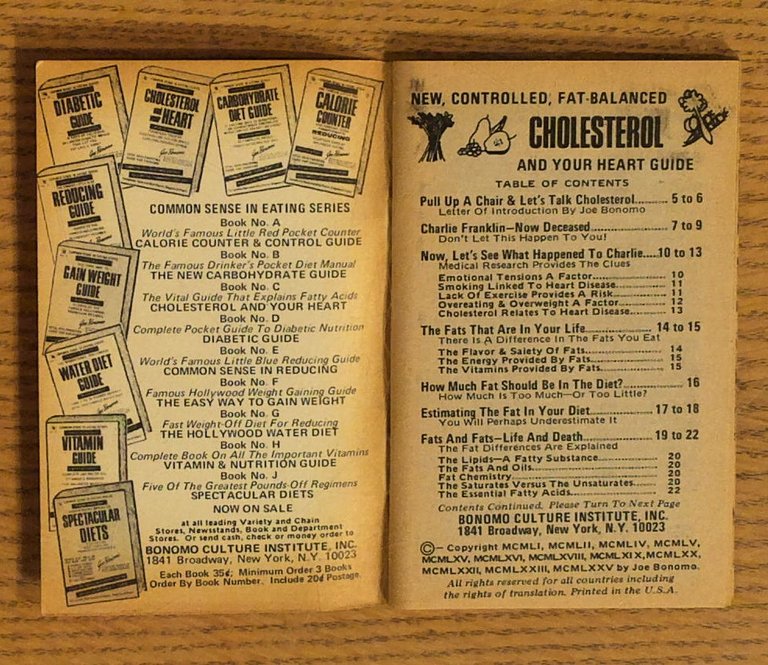 DIABETIC
GUIDE
CHOLESTEROL
AND HEART
CARBOHYDRATE
DIET GUIDE
CALORIE
COUNTER
REDUCING
REDUCING
GUIDE
GAIN WEIGHT
GUIDE
WATER DIET
GUIDE
VITAMIN
GUIDE
SPECTACULAR
DIETS
COMMON SENSE IN EATING SERIES
Book No. A
World's Famous Little Red Pocket Counter
CALORIE COUNTER & CONTROL GUIDE
Book No. B
The Famous Drinker's Pocket Diet Manual
THE NEW CARBOHYDRATE GUIDE
Book No. C
The Vital Guide That Explains Fatty Acids
CHOLESTEROL AND YOUR HEART
Book No. D
Complete Pocket Guide To Diabetic Nutrition
DIABETIC GUIDE
Book No. E
World's Famous Little Blue Reducing Guide
COMMON SENSE IN REDUCING
Book No. F
Famous Hollywood Weight Gaining Guide
THE EASY WAY TO GAIN WEIGHT
Book No. G
Fast Weight-Off Diet For Reducing
THE HOLLYWOOD WATER DIET
Book No. H
Complete Book On All The Important Vitamins
VITAMIN & NUTRITION GUIDE
Book No. J
Five Of The Greatest Pounds-Off Regimens
SPECTACULAR DIETS
NOW ON SALE
at all leading Variety and Chain
Stores, Newsstands, Book and Department
Stores. Or send cash, check or money order to
BONOMO CULTURE INSTITUTE, INC.
1841 Broadway, New York, N.Y. 10023
Each Book 35¢; Minimum Order 3 Books
Order By Book Number. Include 20¢ Postage.
NEW, CONTROLLED, FAT-BALANCED
CHOLESTEROL
AND YOUR HEART GUIDE
TABLE OF CONTENTS
Pull Up A Chair & Let's Talk Cholesterol......... 5 to 6
Letter Of Introduction By Joe Bonomo
Charlie Franklin—Now Deceased................. 7 to 9
Don't Let This Happen To You!
Now, Let's See What Happened To Charlie....10 to 13
Medical Research Provides The Clues
Emotional Tensions A Factor................... 10
Smoking Linked To Heart Disease............. 11
Lack Of Exercise Provides A Risk............. 11
Overeating & Overweight A Factor........... 12
Cholesterol Relates To Heart Disease........ 13
The Fats That Are In Your Life................. 14 to 15
There Is A Difference In The Fats You Eat
The Flavor & Saiety Of Fats.................... 14
The Energy Provided By Fats................... 15
The Vitamins Provided By Fats................. 15
How Much Fat Should Be In The Diet?............... 16
How Much Is Too Much—Or Too Little?
Estimating The Fat In Your Diet................ 17 to 18
You Will Perhaps Underestimate It
Fats And Fats—Life And Death.................. 19 to 22
The Fat Differences Are Explained
The Lipids—A Fatty Substance................ 20
The Fats And Oils................................ 20
Fat Chemistry.................................... 20
The Saturates Versus The Unsaturates........ 20
The Essential Fatty Acids....................... 22
Contents Continued. Please Turn To Next Page
BONOMO CULTURE INSTITUTE, INC.
1841 Broadway, New York, N.Y. 10023
©— Copyright MCMLI, MCMLII, MCMLIV, MCMLV,
MCMLXV, MCMLXVI, MCMLXVIII, MCMLXIX, MCMLXX,
MCMLXXII, MCMLXXIII, MCMLXXV by Joe Bonomo.
All rights reserved for all countries including
the rights of translation. Printed in the U.S.A.